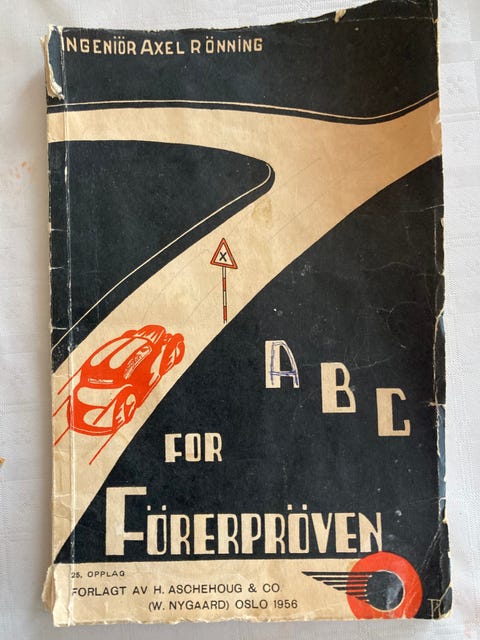 INGENIÖR AXEL RÖNNING
A B C
FOR
FÖRERPRÖVEN
25. OPPLAG
FORLAGT AV H. ASCHEHOUG & CO
(W. NYGAARD) OSLO 1956